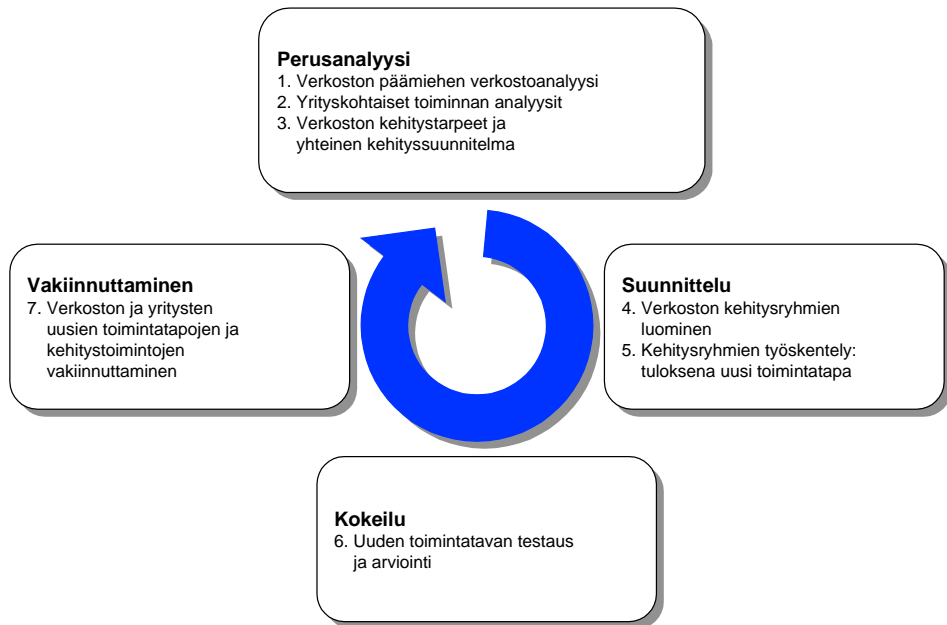 Perusanalyysi
1. Verkoston päämiehen verkostoanalyysi
2. Yrityskohtaiset toiminnan analyysit
3. Verkoston kehitystarpeet ja
yhteinen kehityssuunnitelma
Suunnittelu
4. Verkoston kehitysryhmien
luominen
5. Kehitysryhmien työskentely:
tuloksena uusi toimintatapa
Kokeilu
6. Uuden toimintatavan testaus
ja arviointi
Vakiinnuttaminen
7. Verkoston ja yritysten
uusien toimintatapojen ja
kehitystoimintojen
vakiinnuttaminen